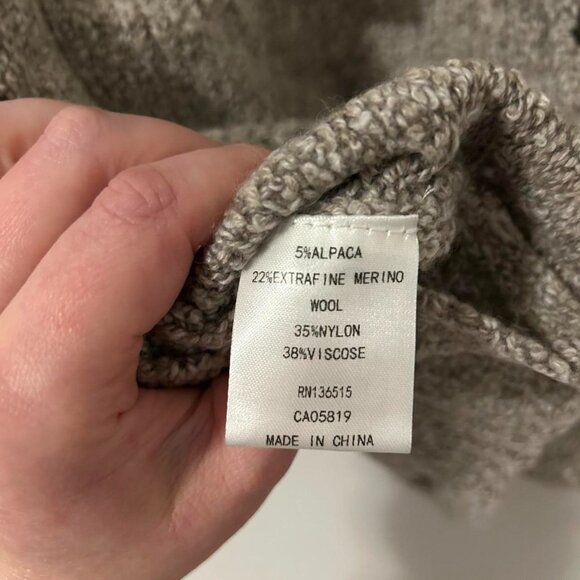 5%ALPACA
22%EXTRAFINE MERINO
WOOL
35%NYLON
38%VISCOSE
RN136515
CA05819
MADE IN CHINA